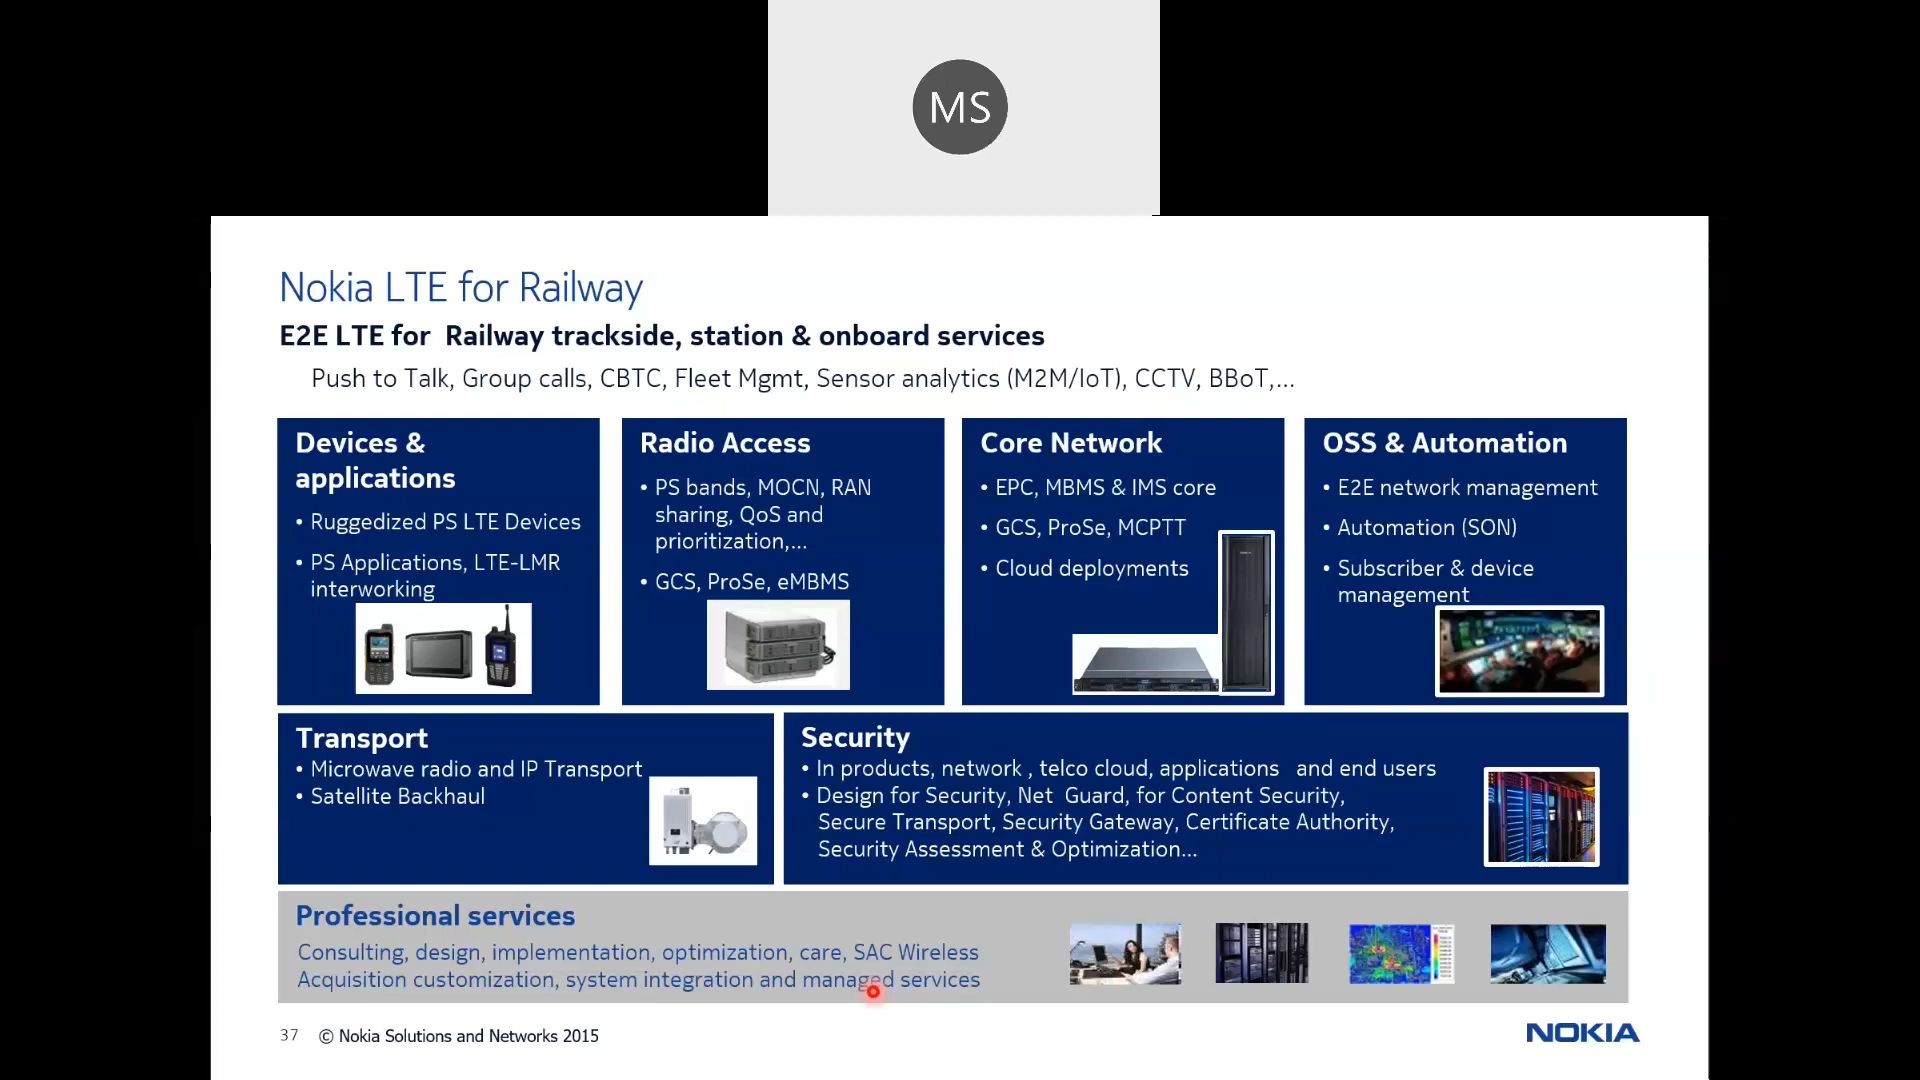 MS
Nokia LTE for Railway
E2E LTE for Railway trackside, station & onboard services
Push to Talk, Group calls, CBTC, Fleet Mgmt, Sensor analytics (M2M/IoT), CCTV, BBoT,...
Devices &
applications
• Ruggedized PS LTE Devices
• PS Applications, LTE-LMR
interworking
Radio Access
• PS bands, MOCN, RAN
sharing, QoS and
prioritization,...
• GCS, ProSe, eMBMS
Core Network
• EPC, MBMS & IMS core
• GCS, ProSe, MCPTT
• Cloud deployments
OSS & Automation
• E2E network management
• Automation (SON)
• Subscriber & device
management
Transport
• Microwave radio and IP Transport
• Satellite Backhaul
Security
• In products, network , telco cloud, applications and end users
• Design for Security, Net Guard, for Content Security,
Secure Transport, Security Gateway, Certificate Authority,
Security Assessment & Optimization...
Professional services
Consulting, design, implementation, optimization, care, SAC Wireless
Acquisition customization, system integration and managed services
37 © Nokia Solutions and Networks 2015
NOKIA